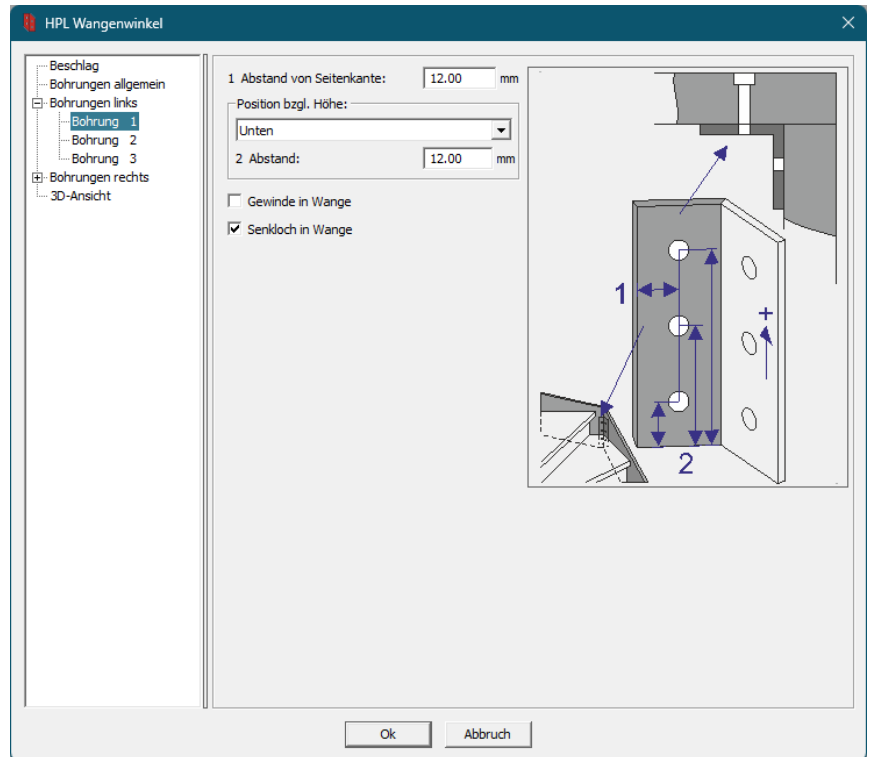 HPL Wangenwinkel
Beschlag
Bohrungen allgemein
Bohrungen links
Bohrung 1
Bohrung 2
Bohrung 3
Bohrungen rechts
3D-Ansicht
1 Abstand von Seitenkante: 12.00 mm
Position bzgl. Höhe:
Unten
2 Abstand: 12.00 mm
Gewinde in Wange
Senkloch in Wange
1
+
2
Ok Abbruch